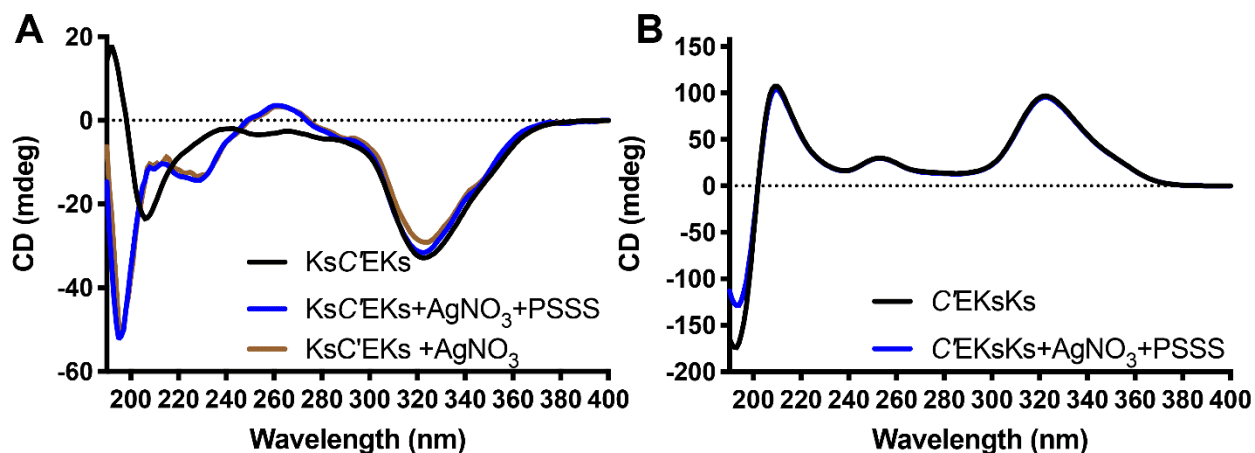 A
CD (mdeg)
20
0
-20
-40
-60
KsC'EKs
KsC'EKs+AgNO3+PSSS
KsC'EKs +AgNO3
200 220 240 260 280 300 320 340 360 380 400
Wavelength (nm)
B
CD (mdeg)
150
100
50
0
-50
-100
-150
-200
C'EKsKs
C'EKsKs+AgNO3+PSSS
200 220 240 260 280 300 320 340 360 380 400
Wavelength (nm)